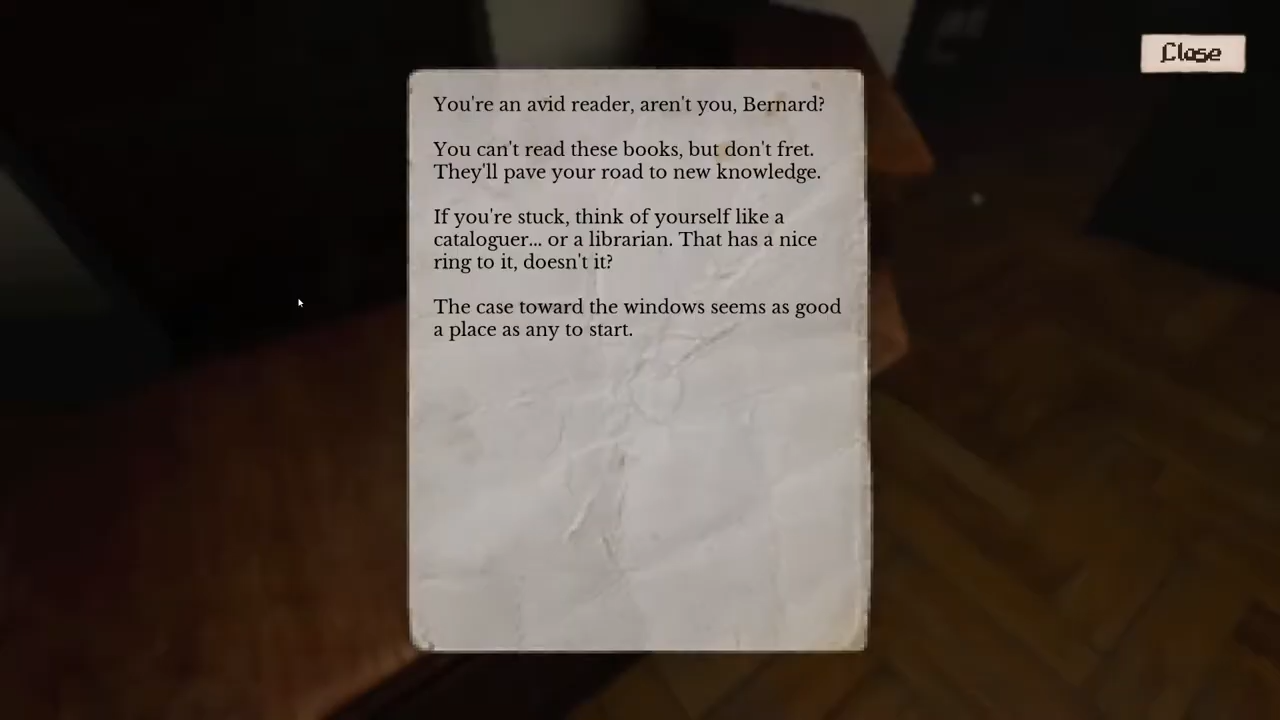 Close
You're an avid reader, aren't you, Bernard?
You can't read these books, but don't fret.
They'll pave your road to new knowledge.
If you're stuck, think of yourself like a
cataloguer... or a librarian. That has a nice
ring to it, doesn't it?
The case toward the windows seems as good
a place as any to start.